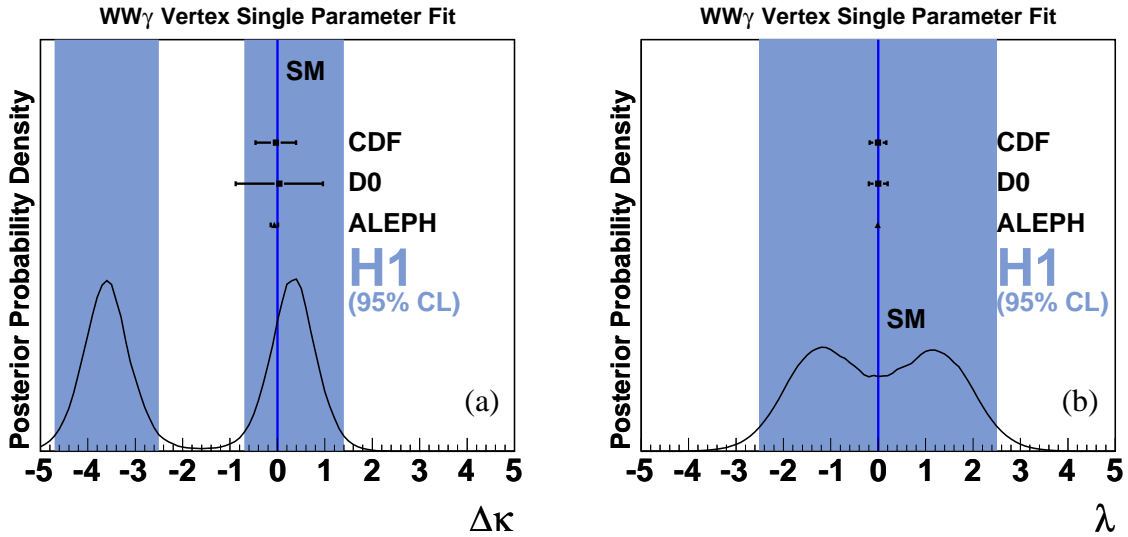 WWγ Vertex Single Parameter Fit
Posterior Probability Density
SM
CDF
D0
ALEPH
H1
(95% CL)
(a)
-5 -4 -3 -2 -1 0 1 2 3 4 5
Δκ
WWγ Vertex Single Parameter Fit
Posterior Probability Density
CDF
D0
ALEPH
H1
(95% CL)
SM
(b)
-5 -4 -3 -2 -1 0 1 2 3 4 5
λ